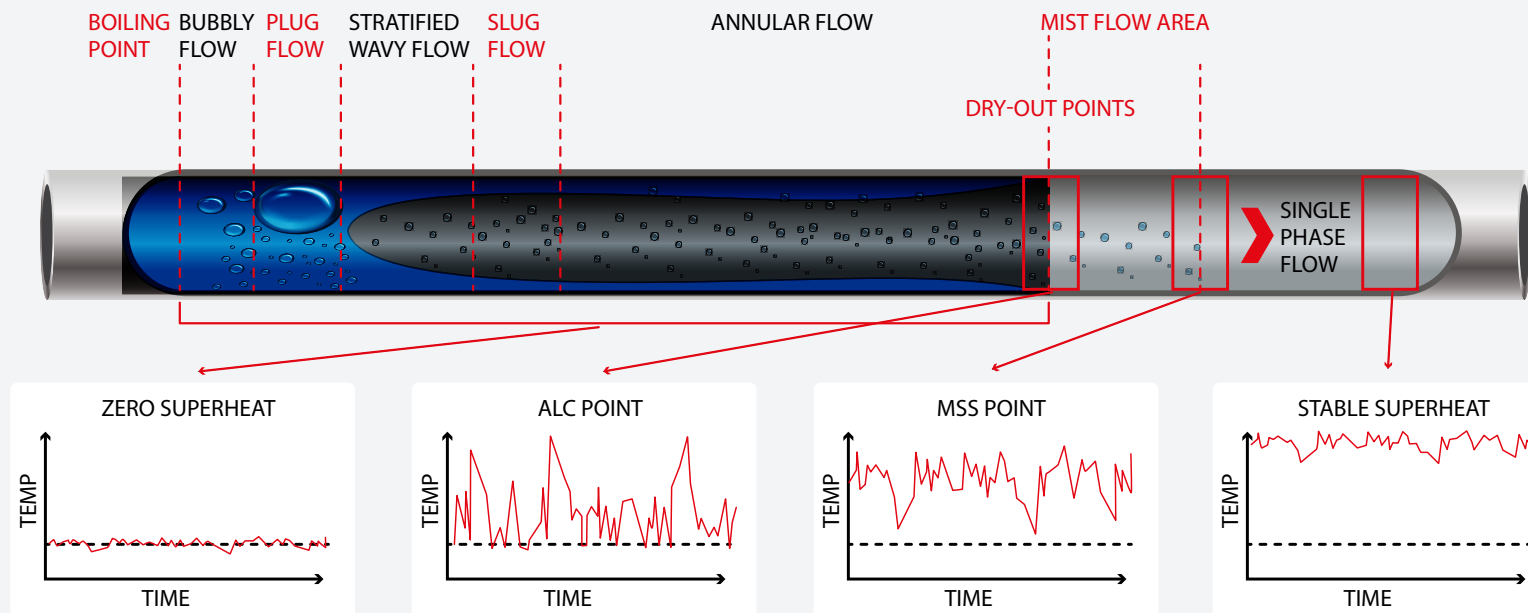 BOILING
POINT
BUBBLY
FLOW
PLUG
FLOW
STRATIFIED
WAVY FLOW
SLUG
FLOW
ANNULAR FLOW
MIST FLOW AREA
DRY-OUT POINTS
SINGLE
PHASE
FLOW
ZERO SUPERHEAT
TEMP
TIME
ALC POINT
TEMP
TIME
MSS POINT
TEMP
TIME
STABLE SUPERHEAT
TEMP
TIME